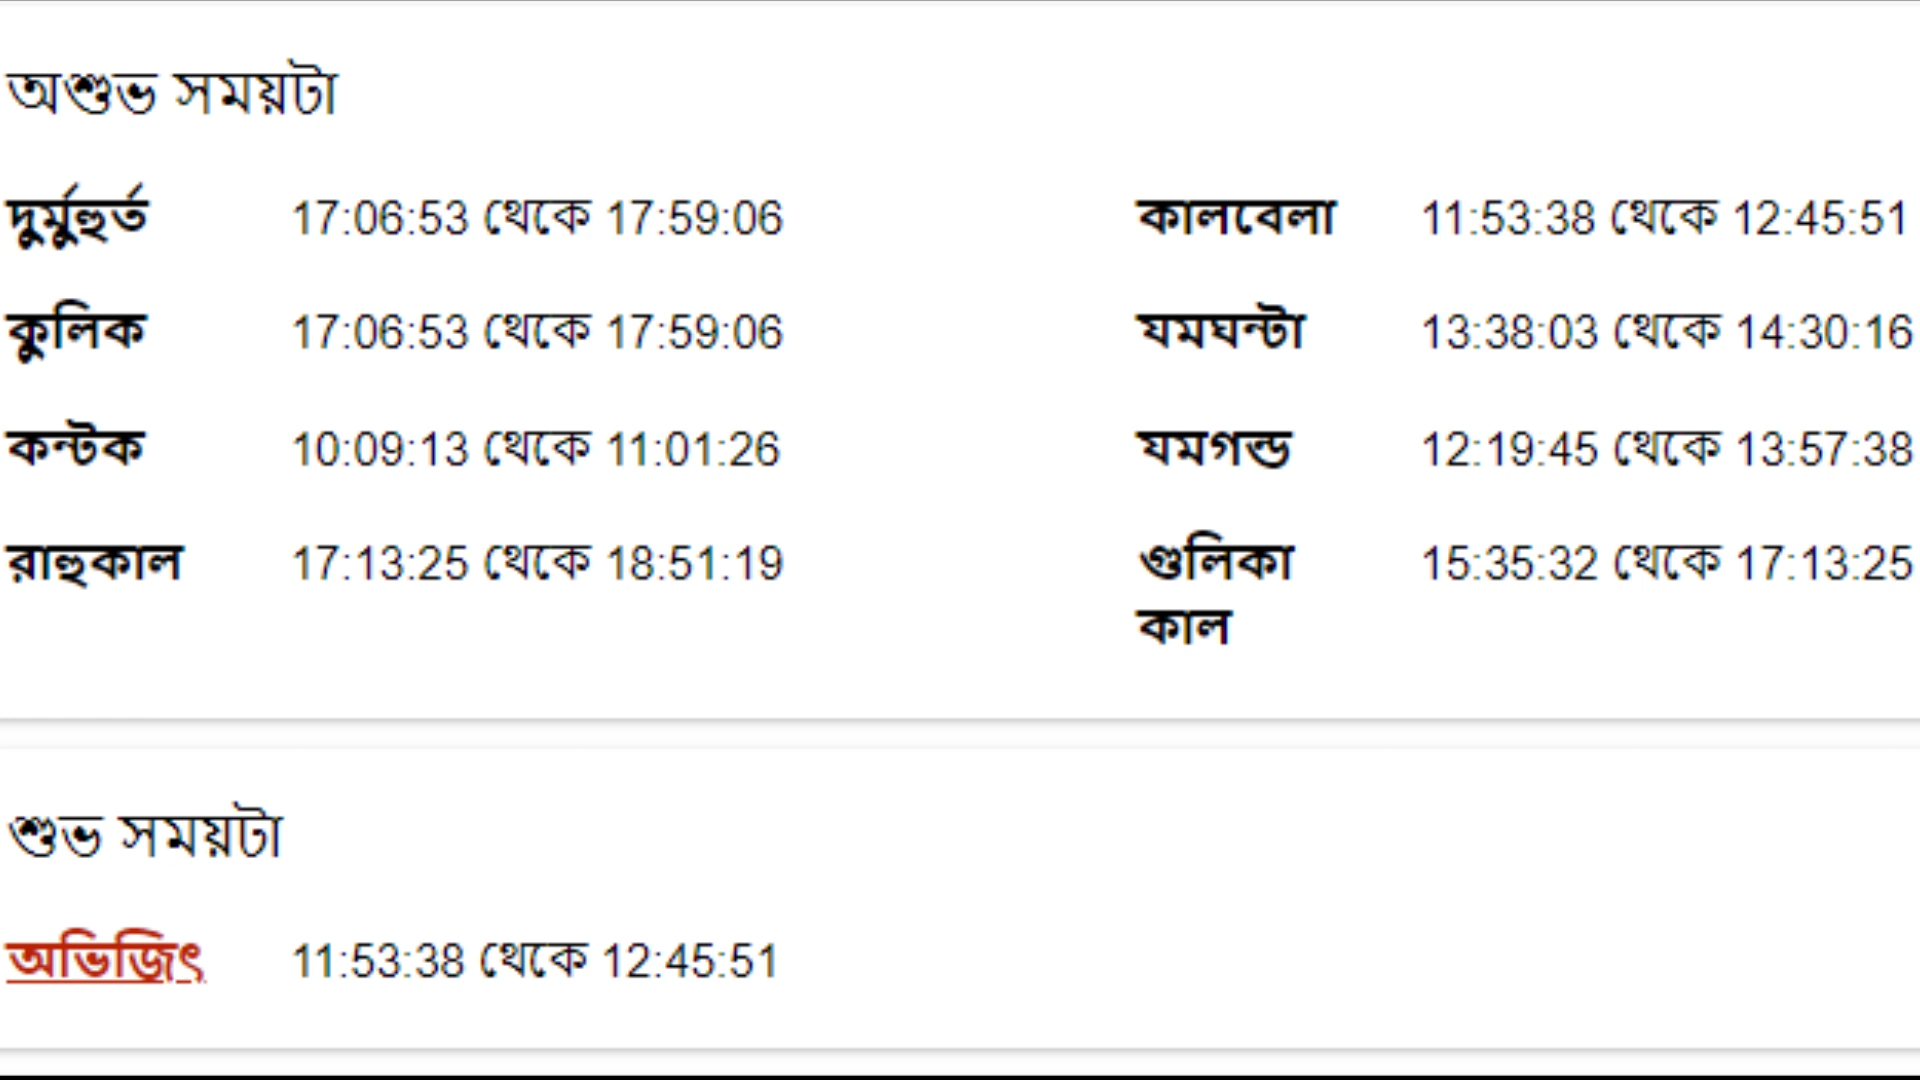 অশুভ সময়টা
দুর্মুহুর্ত 17:06:53 থেকে 17:59:06 কালবেলা 11:53:38 থেকে 12:45:51
কুলিক 17:06:53 থেকে 17:59:06 যমঘন্টা 13:38:03 থেকে 14:30:16
কন্টক 10:09:13 থেকে 11:01:26 যমগন্ড 12:19:45 থেকে 13:57:38
রাহুকাল 17:13:25 থেকে 18:51:19 গুলিকা 15:35:32 থেকে 17:13:25
কাল
শুভ সময়টা
অভিজিৎ 11:53:38 থেকে 12:45:51